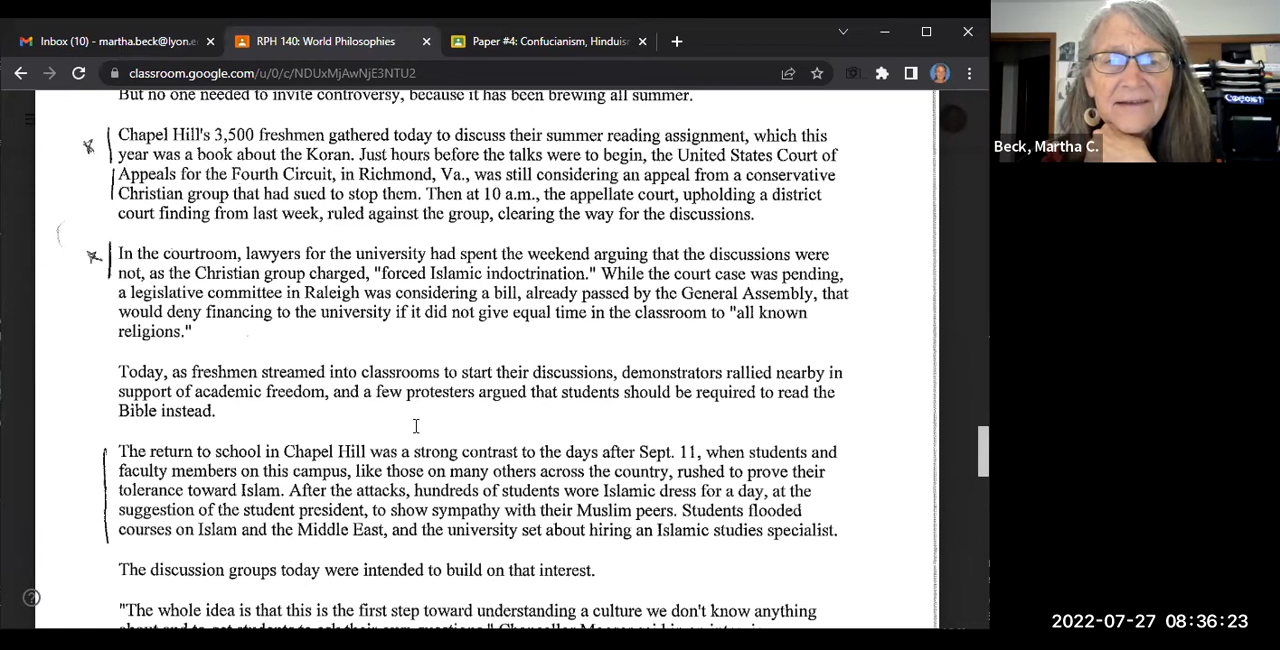 Inbox (10) - martha.beck@lyon.e
RPH 140: World Philosophies
Paper #4: Confucianism, Hinduis
classroom.google.com/u/0/c/NDUxMjAwNjE3NTU2
But no one needed to invite controversy, because it has been brewing all summer.
Chapel Hill's 3,500 freshmen gathered today to discuss their summer reading assignment, which this
year was a book about the Koran. Just hours before the talks were to begin, the United States Court of
Appeals for the Fourth Circuit, in Richmond, Va., was still considering an appeal from a conservative
Christian group that had sued to stop them. Then at 10 a.m., the appellate court, upholding a district
court finding from last week, ruled against the group, clearing the way for the discussions.
In the courtroom, lawyers for the university had spent the weekend arguing that the discussions were
not, as the Christian group charged, "forced Islamic indoctrination." While the court case was pending,
a legislative committee in Raleigh was considering a bill, already passed by the General Assembly, that
would deny financing to the university if it did not give equal time in the classroom to "all known
religions."
Today, as freshmen streamed into classrooms to start their discussions, demonstrators rallied nearby in
support of academic freedom, and a few protesters argued that students should be required to read the
Bible instead.
The return to school in Chapel Hill was a strong contrast to the days after Sept. 11, when students and
faculty members on this campus, like those on many others across the country, rushed to prove their
tolerance toward Islam. After the attacks, hundreds of students wore Islamic dress for a day, at the
suggestion of the student president, to show sympathy with their Muslim peers. Students flooded
courses on Islam and the Middle East, and the university set about hiring an Islamic studies specialist.
The discussion groups today were intended to build on that interest.
"The whole idea is that this is the first step toward understanding a culture we don't know anything
Beck, Martha C.
2022-07-27 08:36:23